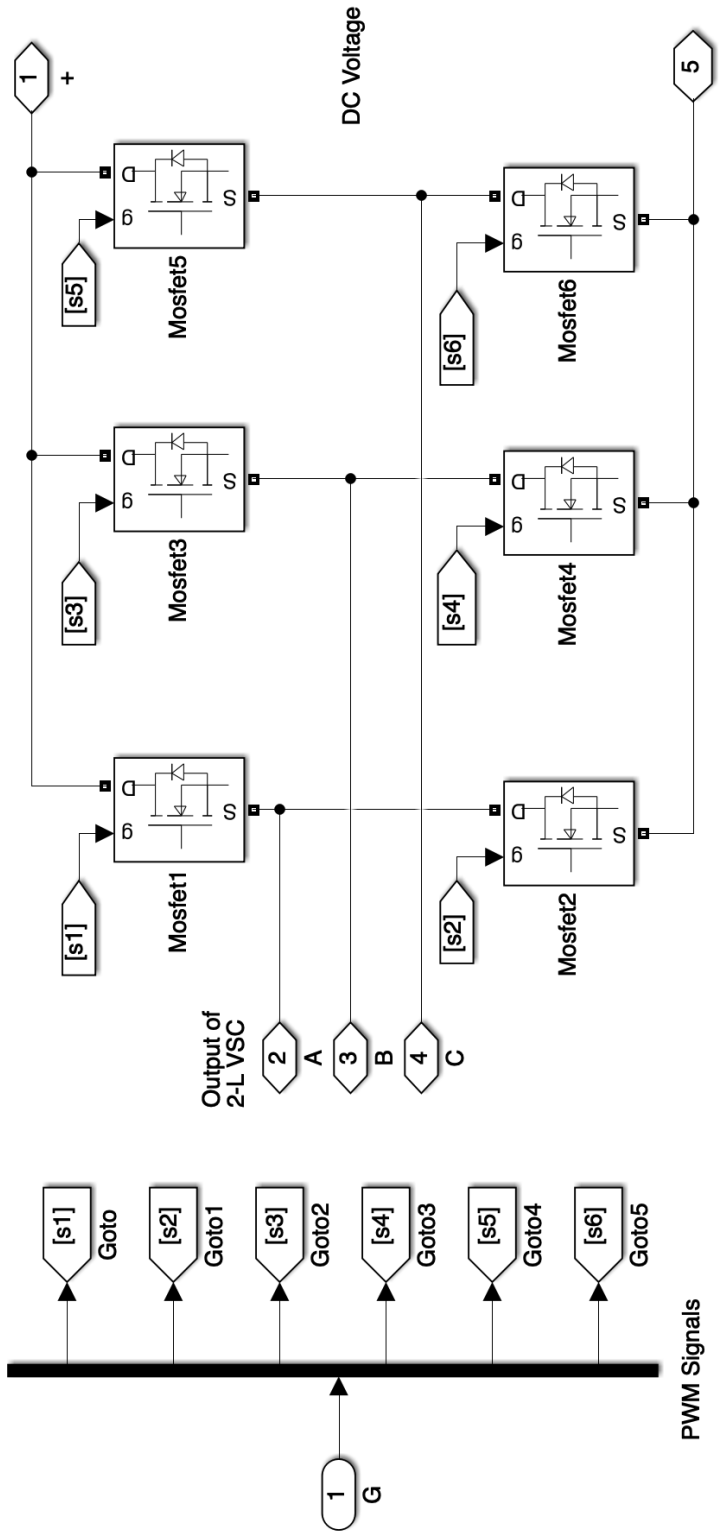 1
G
PWM Signals
[s1]
Goto
[s2]
Goto1
[s3]
Goto2
[s4]
Goto3
[s5]
Goto4
[s6]
Goto5
Output of
2-L VSC
2
A
3
B
4
C
[s1]
g
D
S
Mosfet1
[s3]
g
D
S
Mosfet3
[s5]
g
D
S
Mosfet5
1
+
DC Voltage
[s2]
g
D
S
Mosfet2
[s4]
g
D
S
Mosfet4
[s6]
g
D
S
Mosfet6
5